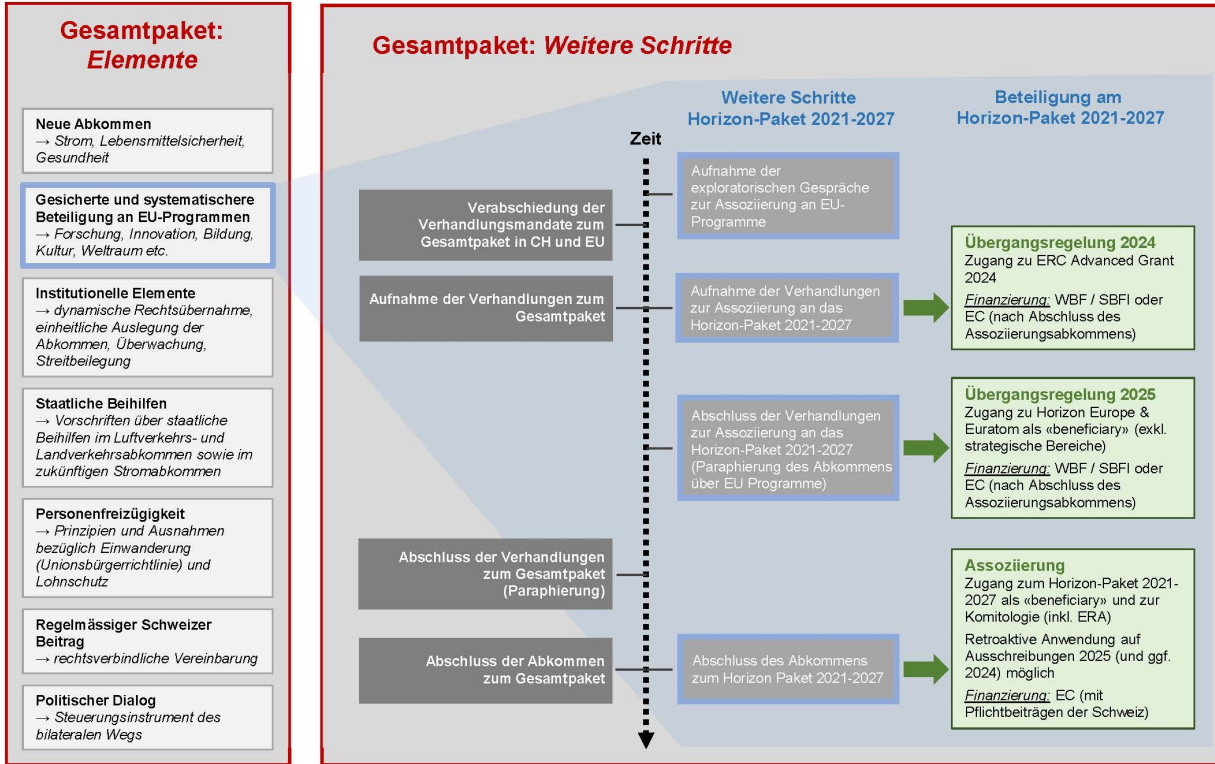 Gesamtpaket:
Elemente
Neue Abkommen
→ Strom, Lebensmittelsicherheit,
Gesundheit
Gesicherte und systematischere
Beteiligung an EU-Programmen
→ Forschung, Innovation, Bildung,
Kultur, Weltraum etc.
Institutionelle Elemente
→ dynamische Rechtsübernahme,
einheitliche Auslegung der
Abkommen, Überwachung,
Streitbeilegung
Staatliche Beihilfen
→ Vorschriften über staatliche
Beihilfen im Luftverkehrs- und
Landverkehrsabkommen sowie im
zukünftigen Stromabkommen
Personenfreizügigkeit
→ Prinzipien und Ausnahmen
bezüglich Einwanderung
(Unionsbürgerrichtlinie) und
Lohnschutz
Regelmässiger Schweizer
Beitrag
→ rechtsverbindliche Vereinbarung
Politischer Dialog
→ Steuerungsinstrument des
bilateralen Wegs
Gesamtpaket: Weitere Schritte
Zeit
Verabschiedung der
Verhandlungsmandate zum
Gesamtpaket in CH und EU
Aufnahme der Verhandlungen zum
Gesamtpaket
Abschluss der Verhandlungen
zum Gesamtpaket
(Paraphierung)
Abschluss der Abkommen
zum Gesamtpaket
Weitere Schritte
Horizon-Paket 2021-2027
Aufnahme der
exploratorischen Gespräche
zur Assoziierung an EU-
Programme
Aufnahme der Verhandlungen
zur Assoziierung an das
Horizon-Paket 2021-2027
Abschluss der Verhandlungen
zur Assoziierung an das
Horizon-Paket 2021-2027
(Paraphierung des Abkommens
über EU Programme)
Abschluss des Abkommens
zum Horizon Paket 2021-2027
Beteiligung am
Horizon-Paket 2021-2027
Übergangsregelung 2024
Zugang zu ERC Advanced Grant
2024
Finanzierung: WBF / SBFI oder
EC (nach Abschluss des
Assoziierungsabkommens)
Übergangsregelung 2025
Zugang zu Horizon Europe &
Euratom als «beneficiary» (exkl.
strategische Bereiche)
Finanzierung: WBF / SBFI oder
EC (nach Abschluss des
Assoziierungsabkommens)
Assoziierung
Zugang zum Horizon-Paket 2021-
2027 als «beneficiary» und zur
Komitologie (inkl. ERA)
Retroaktive Anwendung auf
Ausschreibungen 2025 (und ggf.
2024) möglich
Finanzierung: EC (mit
Pflichtbeiträgen der Schweiz)